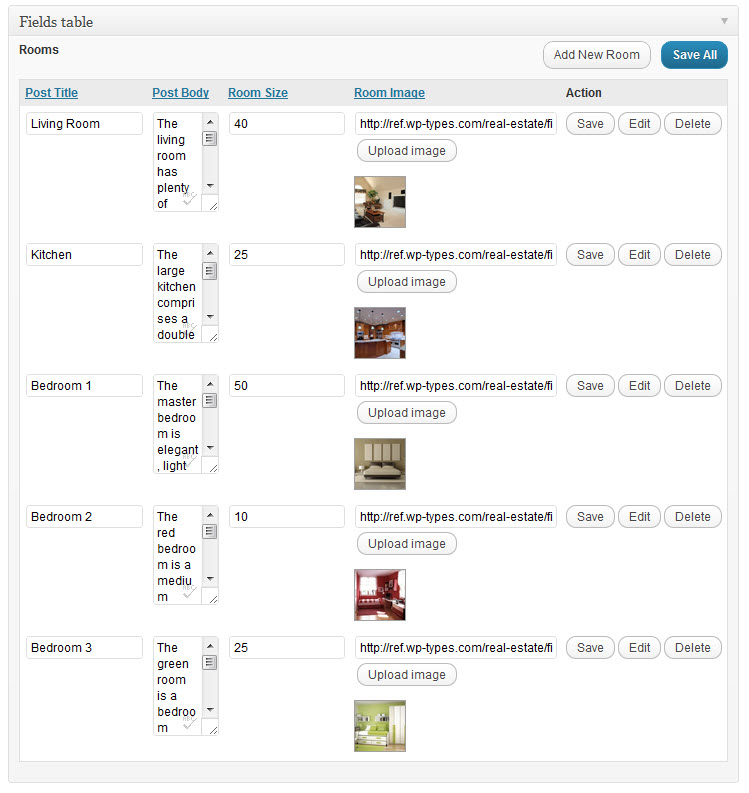 Fields table
Rooms
Add New Room
Save All
Post Title Post Body Room Size Room Image Action
Living Room
The
living
room
has
plenty
of
40
http://ref.wp-types.com/real-estate/fi
Save Edit Delete
Upload image
Kitchen
The
large
kitchen
compri
ses a
double
25
http://ref.wp-types.com/real-estate/fi
Save Edit Delete
Upload image
Bedroom 1
The
master
bedroo
m is
elegant
, light
50
http://ref.wp-types.com/real-estate/fi
Save Edit Delete
Upload image
Bedroom 2
The
red
bedroo
m is a
mediu
m
10
http://ref.wp-types.com/real-estate/fi
Save Edit Delete
Upload image
Bedroom 3
The
green
room
is a
bedroo
m
25
http://ref.wp-types.com/real-estate/fi
Save Edit Delete
Upload image